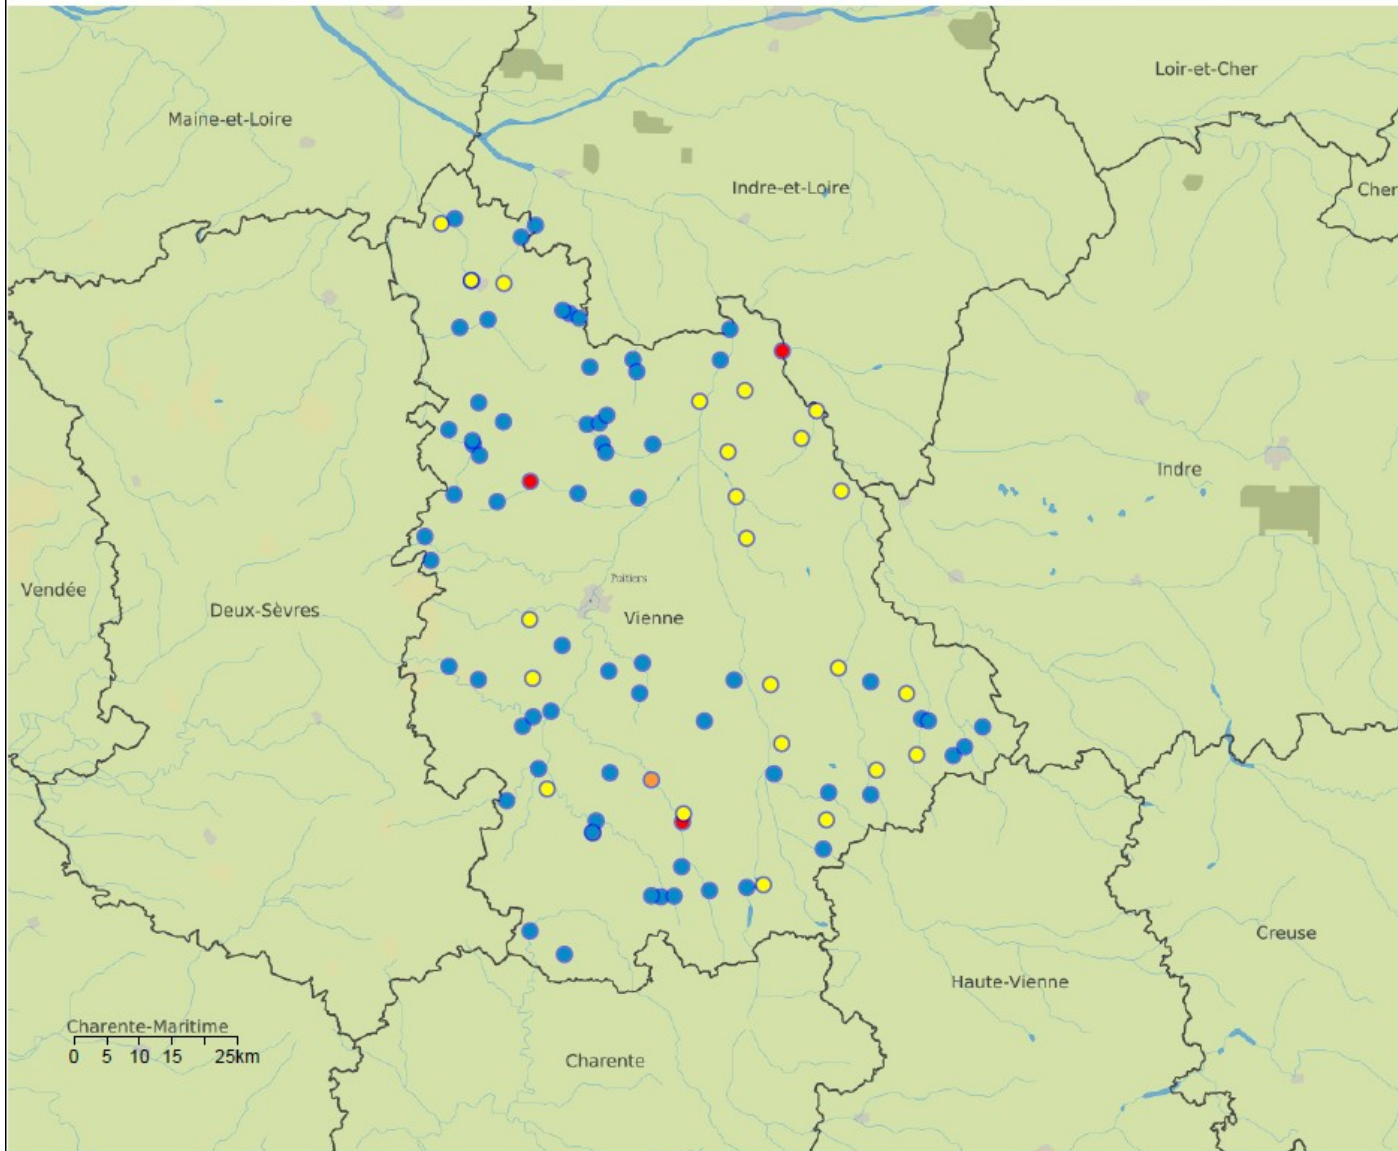 Loir-et-Cher
Maine-et-Loire
Indre-et-Loire
Cher
Indre
Poitiers
Vendée
Deux-Sèvres
Vienne
Creuse
Haute-Vienne
Charente-Maritime
0 5 10 15 25km
Charente